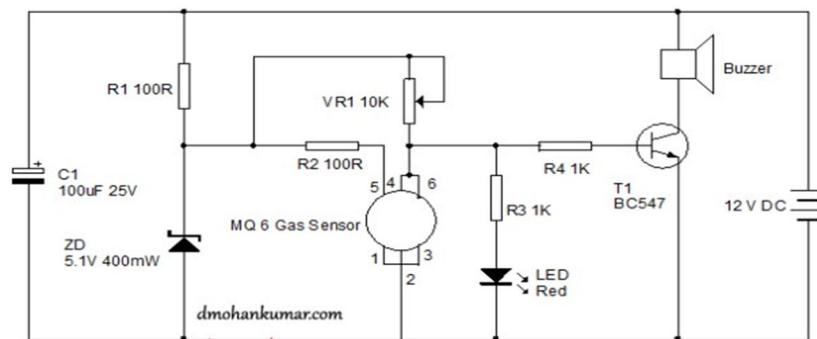 R1 100R
VR1 10K
Buzzer
C1
100uF 25V
+
R2 100R
R4 1K
T1
BC547
5
4
6
R3 1K
12 V DC
MQ 6 Gas Sensor
ZD
5.1V 400mW
1
3
2
LED
Red
dmohankumar.com